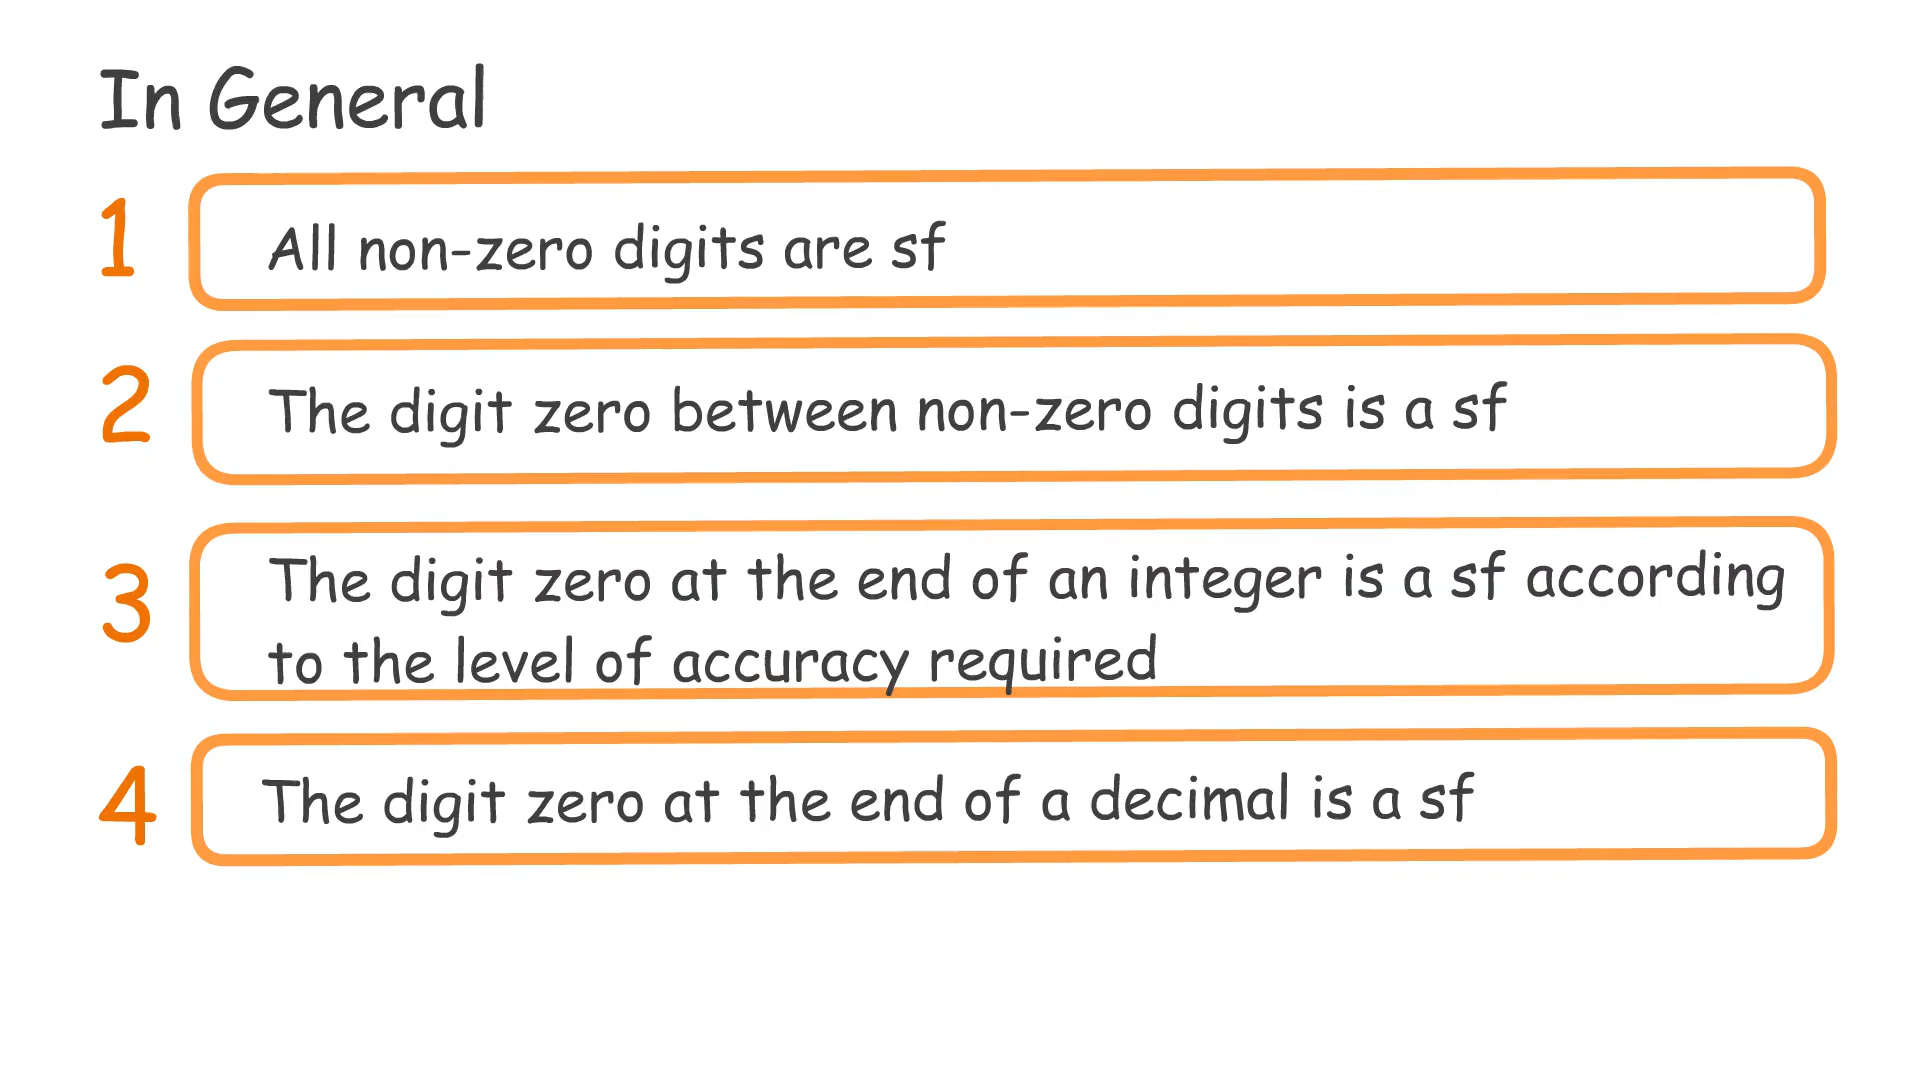 In General
1
All non-zero digits are sf
2
The digit zero between non-zero digits is a sf
3
The digit zero at the end of an integer is a sf according
to the level of accuracy required
4
The digit zero at the end of a decimal is a sf